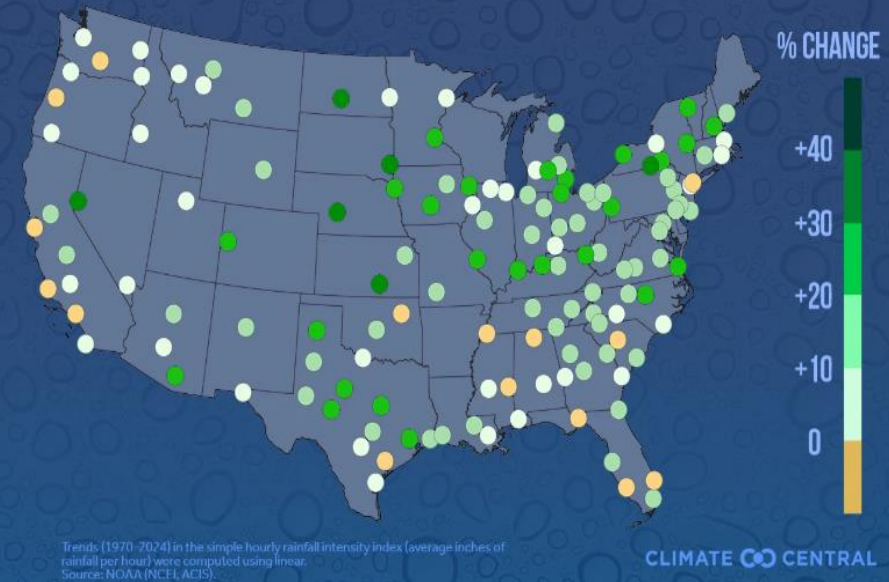 % CHANGE
+40
+30
+20
+10
0
Trends (1970-2024) in the simple hourly rainfall intensity index (average inches of
rainfall per hour) were computed using linear.
Source: NOAA (NCEI, ACIS).
CLIMATE CENTRAL